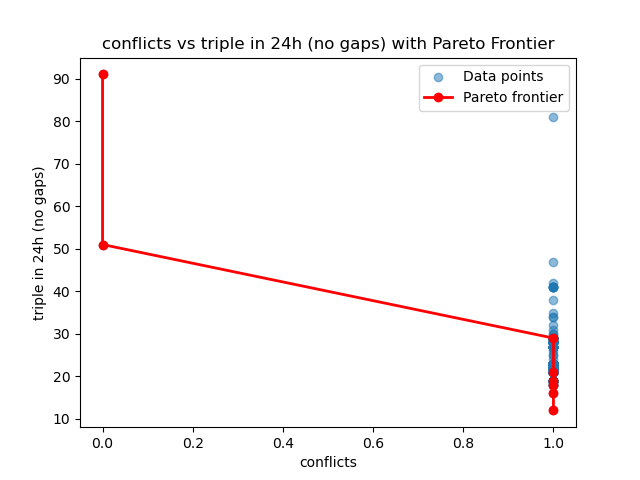 conflicts vs triple in 24h (no gaps) with Pareto Frontier
Data points
Pareto frontier
triple in 24h (no gaps)
90
80
70
60
50
40
30
20
10
0.0 0.2 0.4 0.6 0.8 1.0
conflicts